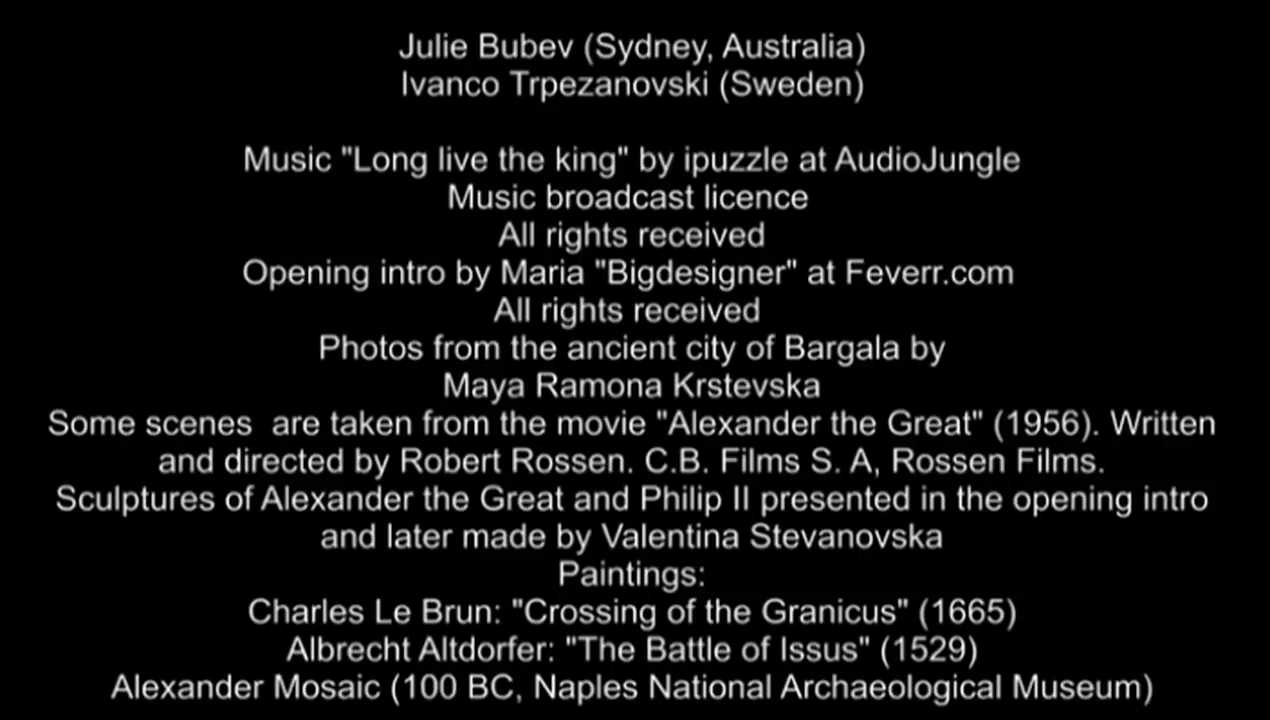 Julie Bubev (Sydney, Australia)
Ivanco Trpezanovski (Sweden)
Music "Long live the king" by ipuzzle at AudioJungle
Music broadcast licence
All rights received
Opening intro by Maria "Bigdesigner" at Feverr.com
All rights received
Photos from the ancient city of Bargala by
Maya Ramona Krstevska
Some scenes  are taken from the movie "Alexander the Great" (1956). Written
and directed by Robert Rossen. C.B. Films S. A, Rossen Films.
Sculptures of Alexander the Great and Philip II presented in the opening intro
and later made by Valentina Stevanovska
Paintings:
Charles Le Brun: "Crossing of the Granicus" (1665)
Albrecht Altdorfer: "The Battle of Issus" (1529)
Alexander Mosaic (100 BC, Naples National Archaeological Museum)